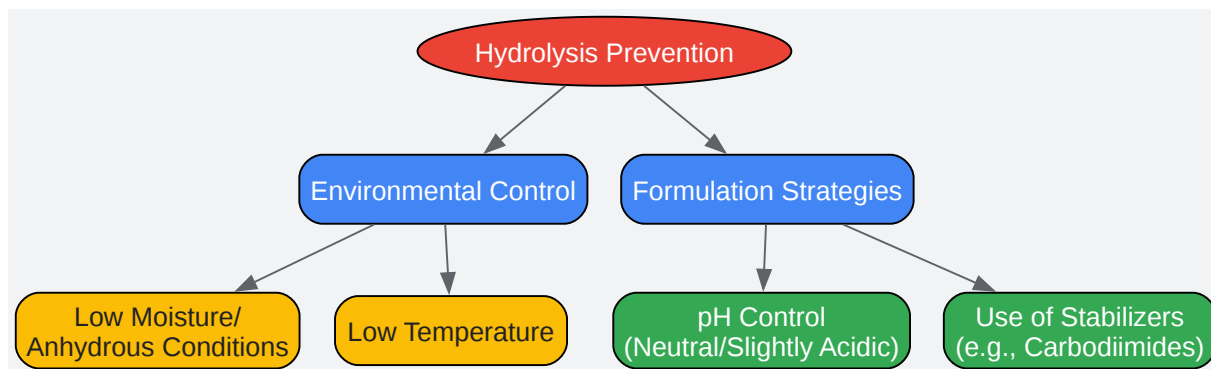 Hydrolysis Prevention
Environmental Control
Formulation Strategies
Low Moisture/
Anhydrous Conditions
Low Temperature
pH Control
(Neutral/Slightly Acidic)
Use of Stabilizers
(e.g., Carbodiimides)